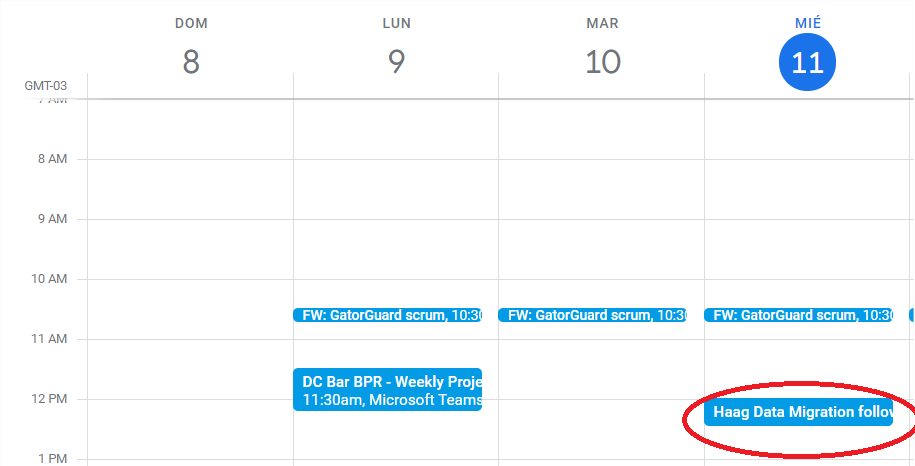 DOM
LUN
MAR
MIÉ
8
9
10
11
GMT-03
7 AM
8 AM
9 AM
10 AM
FW: GatorGuard scrum, 10:30
FW: GatorGuard scrum, 10:30
FW: GatorGuard scrum, 10:30
11 AM
DC Bar BPR - Weekly Proje
11:30am, Microsoft Teams
12 PM
Haag Data Migration follow
1 PM